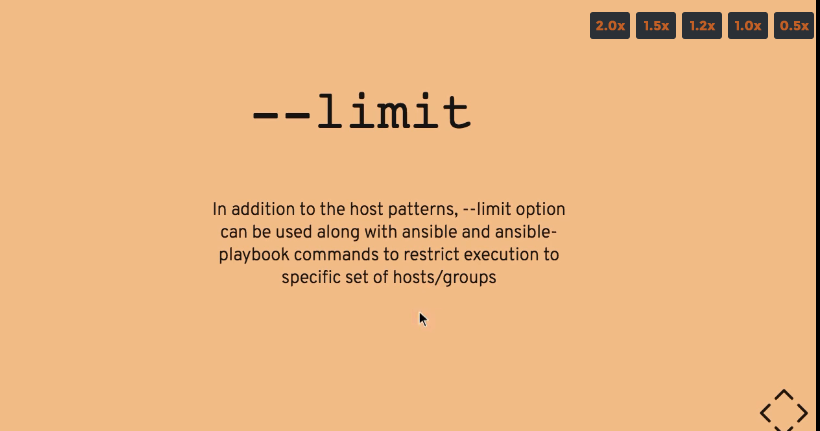 2.0x 1.5x 1.2x 1.0x 0.5x
--limit
In addition to the host patterns, --limit option
can be used along with ansible and ansible-
playbook commands to restrict execution to
specific set of hosts/groups